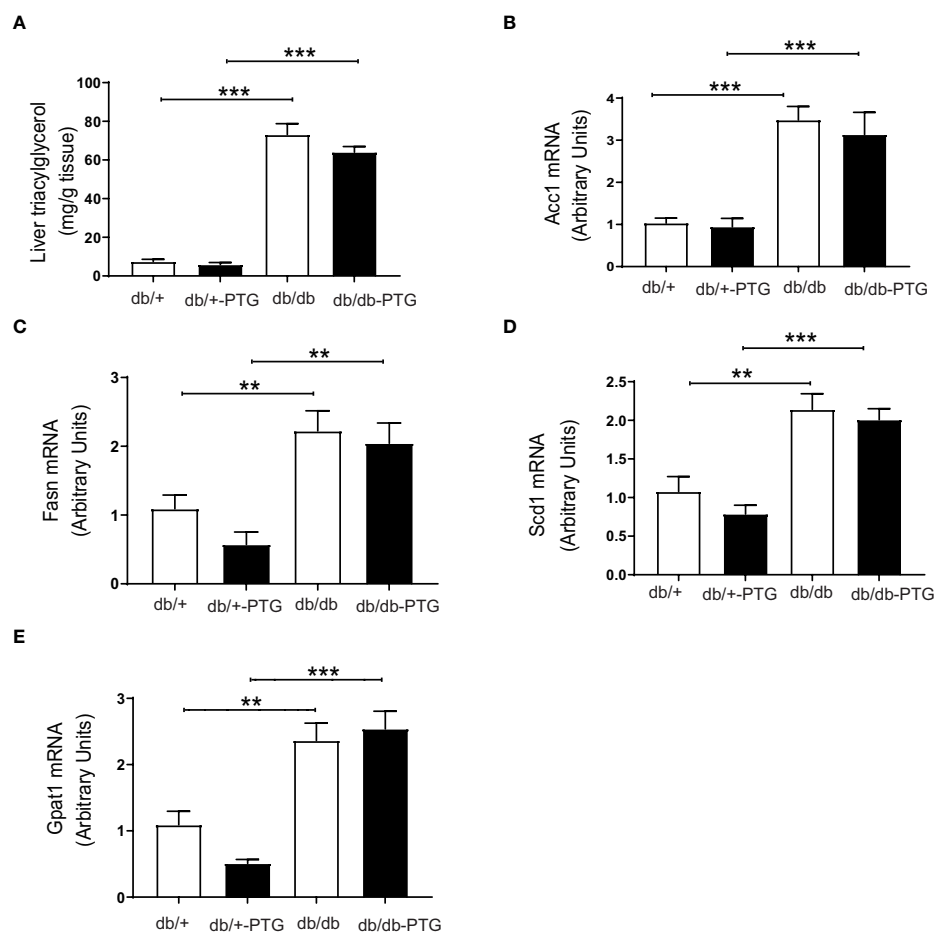 A
***
***
Liver triacylglycerol
(mg/g tissue)
100
80
60
40
20
0
db/+
db/+-PTG
db/db
db/db-PTG
B
***
***
Acc1 mRNA
(Arbitrary Units)
4
3
2
1
0
db/+
db/+-PTG
db/db
db/db-PTG
C
**
**
Fasn mRNA
(Arbitrary Units)
3
2
1
0
db/+
db/+-PTG
db/db
db/db-PTG
D
***
**
Scd1 mRNA
(Arbitrary Units)
2.5
2.0
1.5
1.0
0.5
0.0
db/+
db/+-PTG
db/db
db/db-PTG
E
***
**
Gpat1 mRNA
(Arbitrary Units)
3
2
1
0
db/+
db/+-PTG
db/db
db/db-PTG